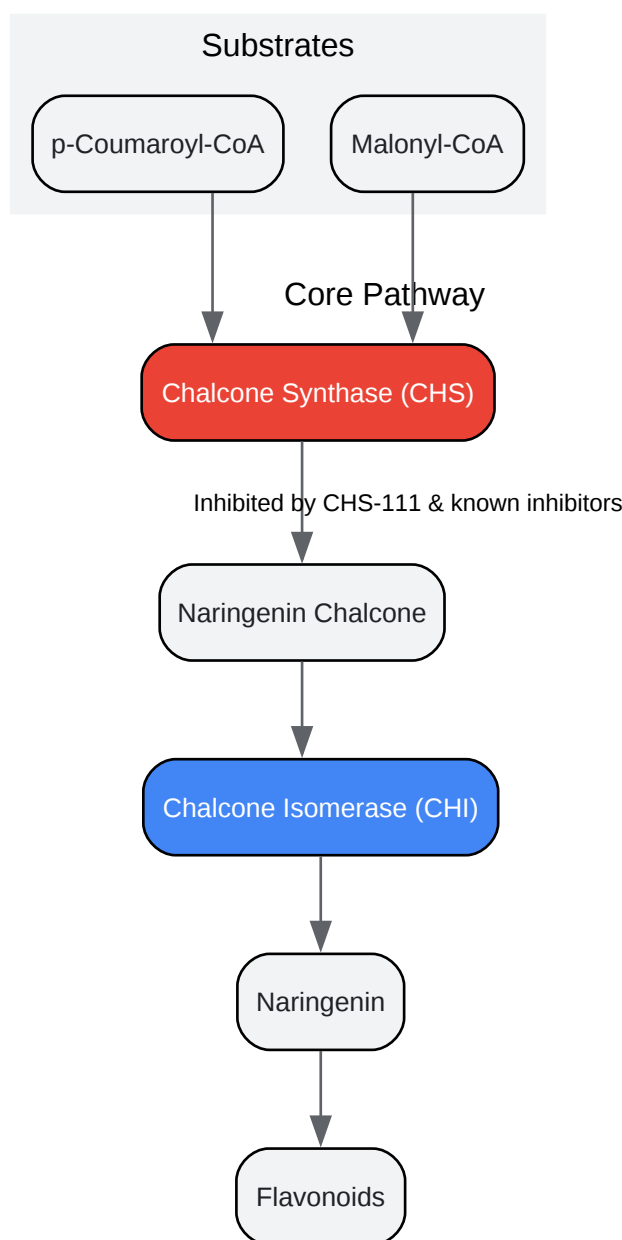 Substrates
p-Coumaroyl-CoA
Malonyl-CoA
Core Pathway
Chalcone Synthase (CHS)
Inhibited by CHS-111 & known inhibitors
Naringenin Chalcone
Chalcone Isomerase (CHI)
Naringenin
Flavonoids